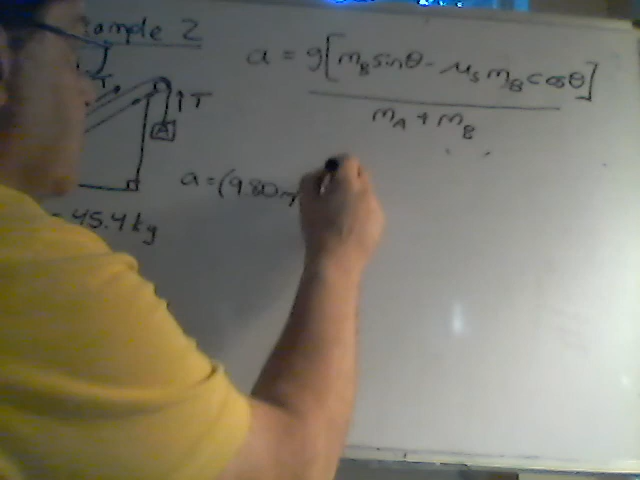 ample 2
a = g[m_B sinθ - μ_s m_B cosθ]
m_A + m_B
T
↑T
A
a = (9.80 m
45.4 kg